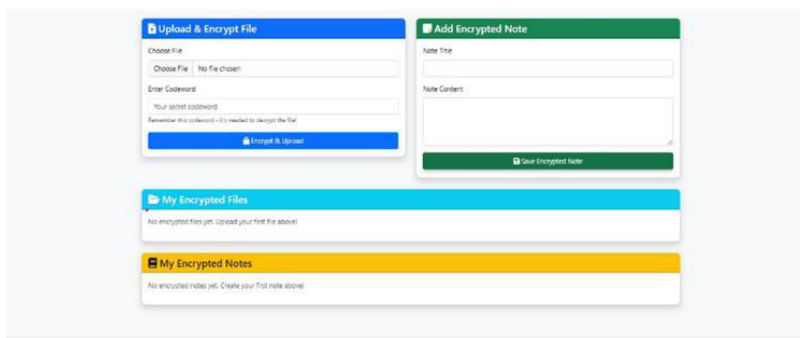 Upload & Encrypt File
Choose File
Choose File No file chosen
Enter Codeword
Your secret codeword
Remember this codeword - it's needed to decrypt the file!
Encrypt & Upload
Add Encrypted Note
Note Title
Note Content
Save Encrypted Note
My Encrypted Files
No encrypted files yet. Upload your first file above!
My Encrypted Notes
No encrypted notes yet. Create your first note above!